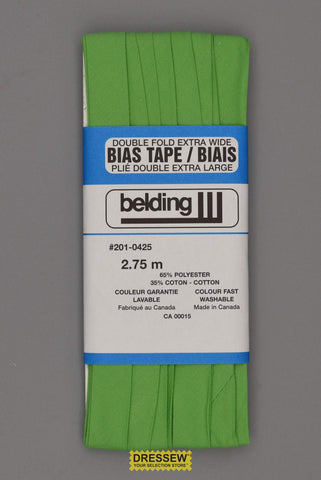 DOUBLE FOLD EXTRA WIDE
BIAS TAPE / BIAIS
PLIÉ DOUBLE EXTRA LARGE
belding
#201-0425
2.75 m
65% POLYESTER
35% COTON - COTTON
COULEUR GARANTIE COLOUR FAST
LAVABLE WASHABLE
Fabriqué au Canada Made in Canada
CA 00015
DRESSEW
YOUR SELECTION STORE